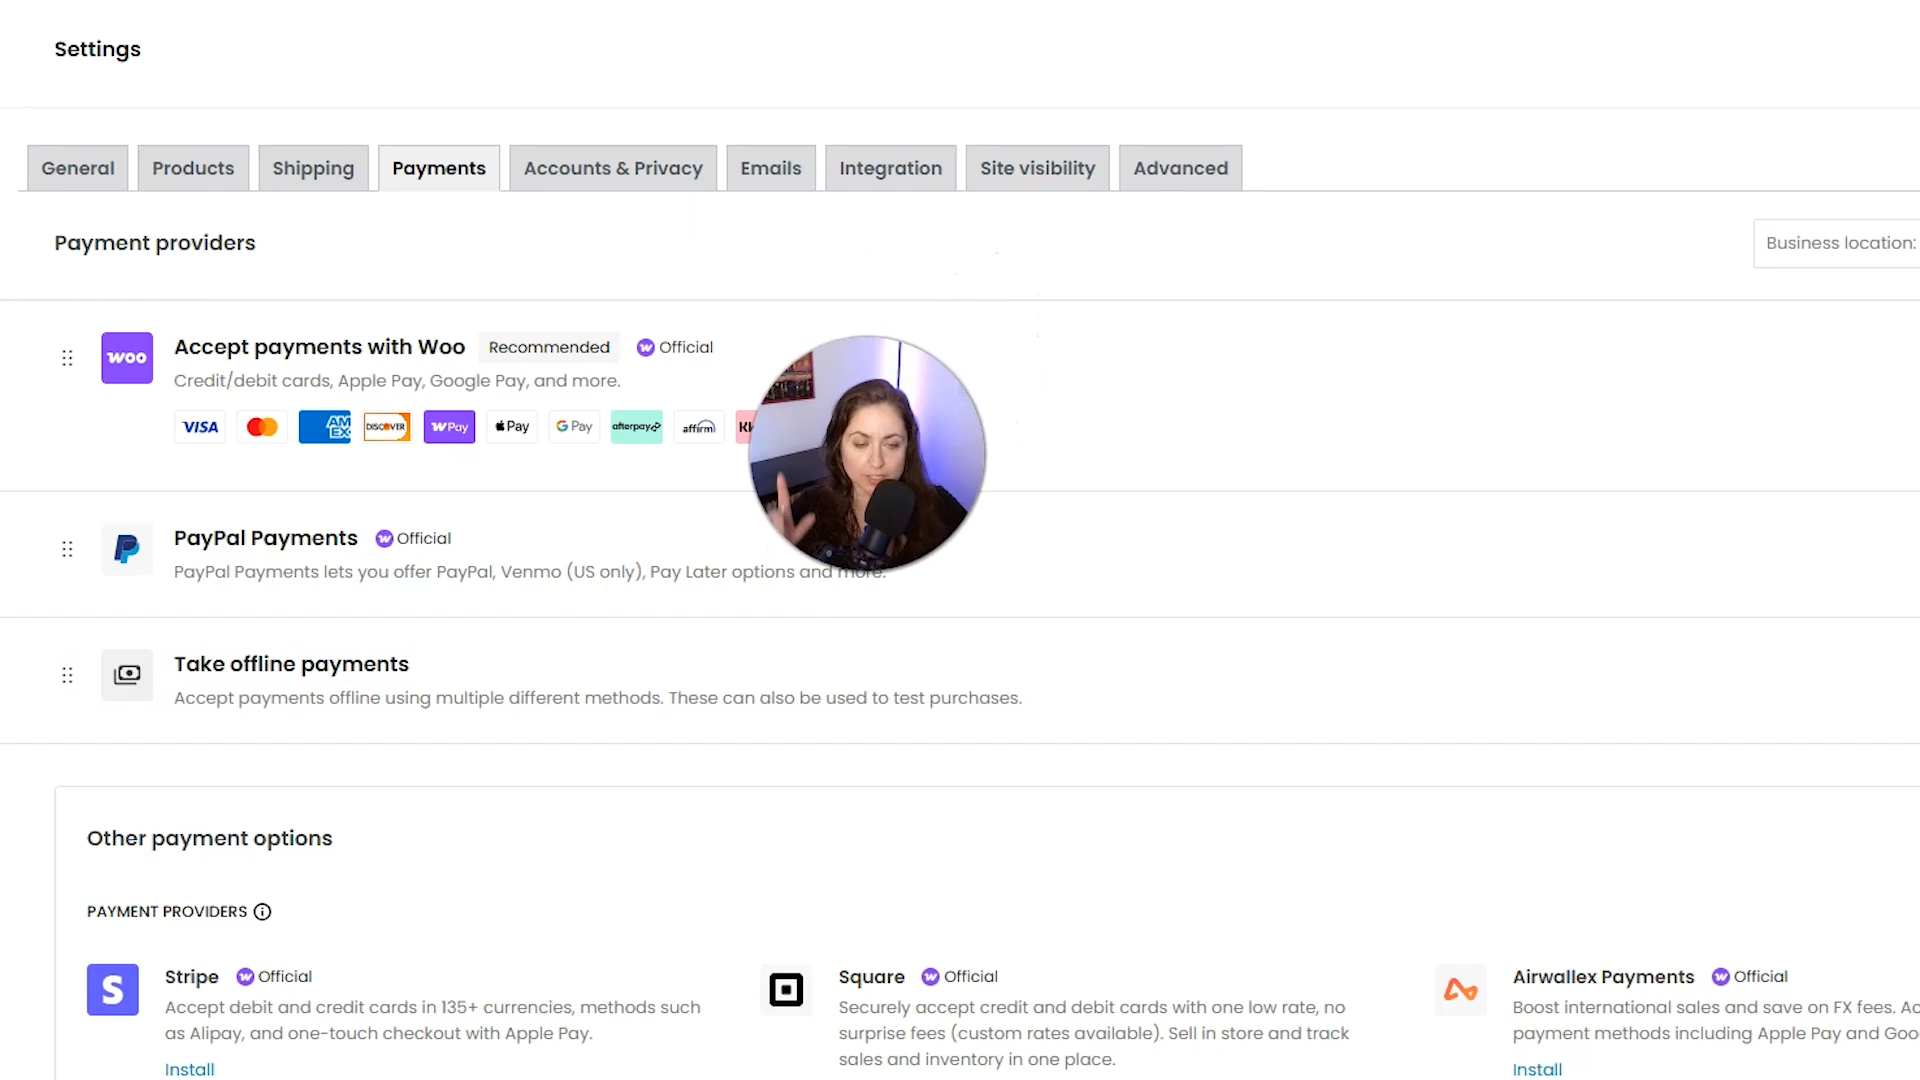 Settings
General Products Shipping Payments Accounts & Privacy Emails Integration Site visibility Advanced
Payment providers
Business location:
woo
Accept payments with Woo Recommended Official
Credit/debit cards, Apple Pay, Google Pay, and more.
VISA AM EX DISCOVER WPay Pay G Pay afterpay affirm
PayPal Payments Official
PayPal Payments lets you offer PayPal, Venmo (US only), Pay Later options and more.
Take offline payments
Accept payments offline using multiple different methods. These can also be used to test purchases.
Other payment options
PAYMENT PROVIDERS
Stripe Official
Accept debit and credit cards in 135+ currencies, methods such
as Alipay, and one-touch checkout with Apple Pay.
Install
Square Official
Securely accept credit and debit cards with one low rate, no
surprise fees (custom rates available). Sell in store and track
sales and inventory in one place.
Airwallex Payments Official
Boost international sales and save on FX fees.
payment methods including Apple Pay and
Install